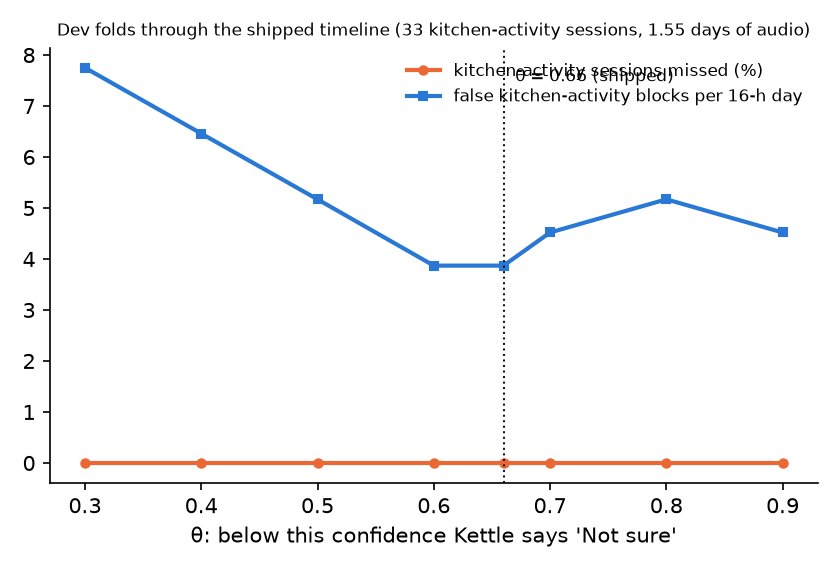 Dev folds through the shipped timeline (33 kitchen-activity sessions, 1.55 days of audio)
kitchen-activity sessions missed (%)
θ = 0.66 (shipped)
false kitchen-activity blocks per 16-h day
8
7
6
5
4
3
2
1
0
0.3 0.4 0.5 0.6 0.7 0.8 0.9
θ: below this confidence Kettle says 'Not sure'